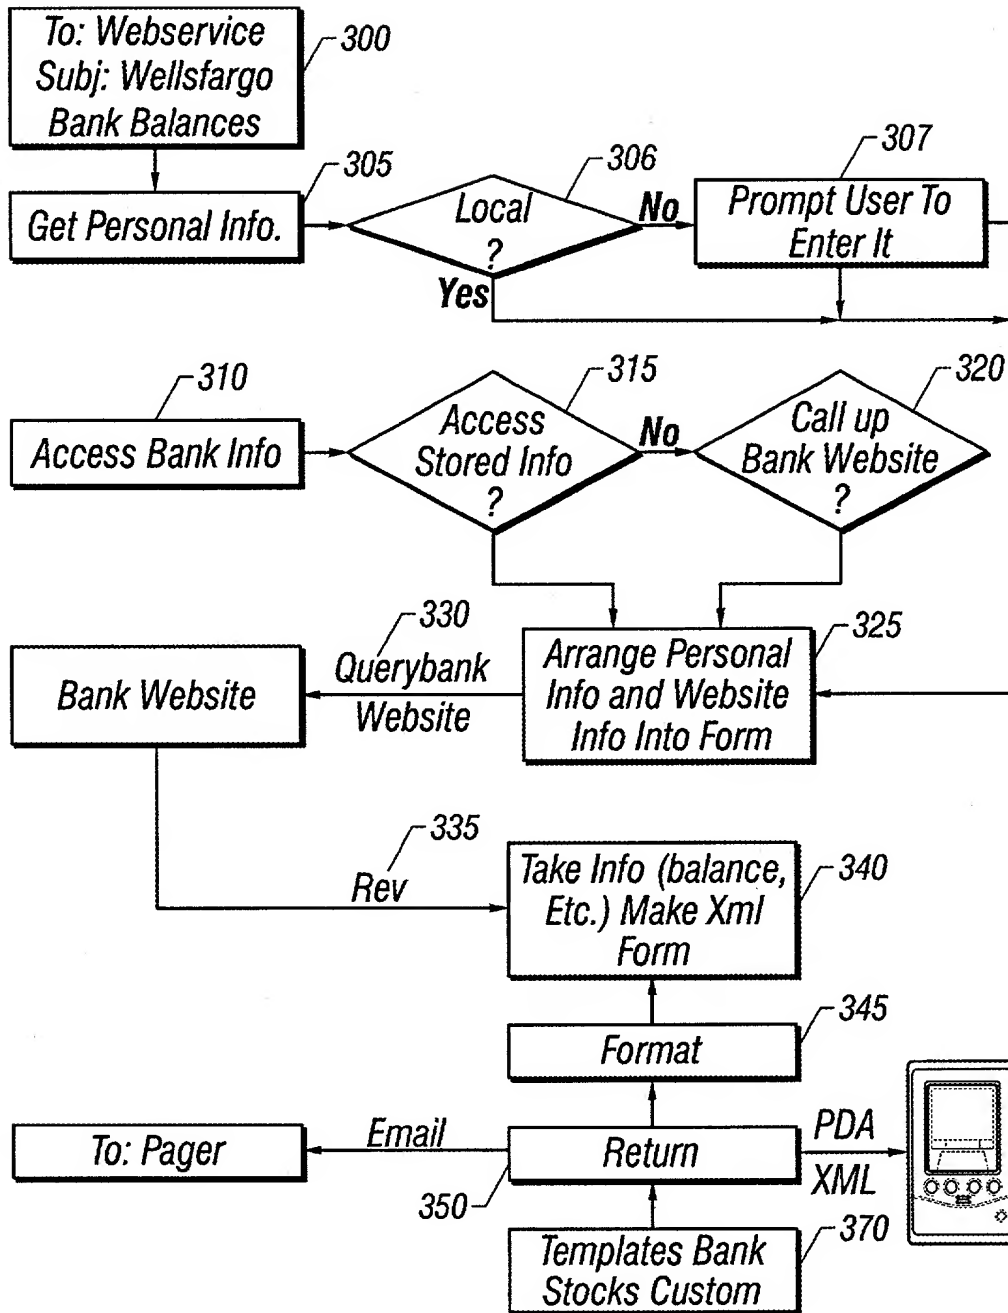 To: Webservice
Subj: Wellsfargo
Bank Balances
300
305
Get Personal Info.
306
Local
?
No
Yes
307
Prompt User To
Enter It
310
Access Bank Info
315
Access
Stored Info
?
No
320
Call up
Bank Website
?
325
Arrange Personal
Info and Website
Info Into Form
330
Querybank
Website
Bank Website
335
Rev
Take Info (balance,
Etc.) Make Xml
Form
340
345
Format
To: Pager
Email
Return
350
PDA
XML
370
Templates Bank
Stocks Custom